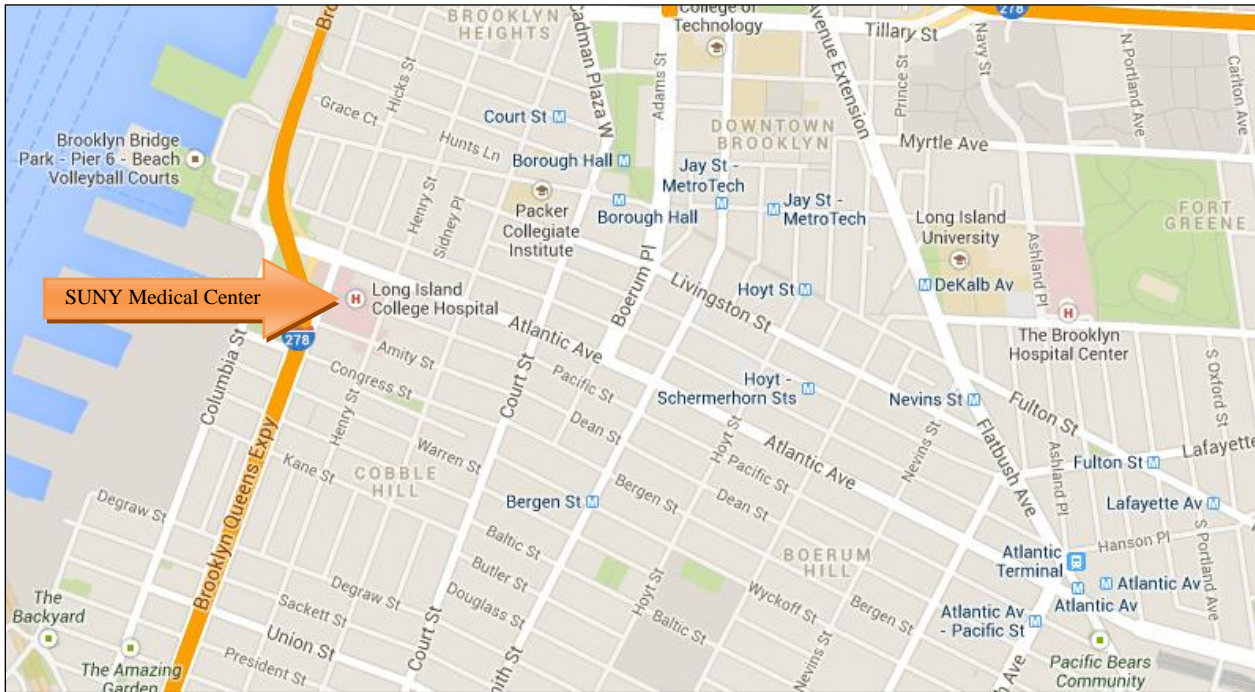 BROOKLYN
HEIGHTS
Cadman Plaza W
College of
Technology
Avenue Extension
Tillary St
278
Navy St
N Portland Ave
Carlton Ave
Hicks St
Grace Ct
Court St M
Adams St
Prince St
DOWNTOWN
BROOKLYN
Myrtle Ave
Brooklyn Bridge
Park - Pier 6 - Beach
Volleyball Courts
Hunts Ln
Borough Hall M
Jay St -
MetroTech
Henry St
Sidney Pl
Packer
Collegiate
Institute
Borough Hall
Jay St -
MetroTech
Long Island
University
Ashland Pl
FORT
GREENE
Boerum Pl
Livingston St
Hoyt St M
M DeKalb Av
SUNY Medical Center
H
Long Island
College Hospital
H
The Brooklyn
Hospital Center
278
Columbia St
Amity St
Atlantic Ave
Congress St
Pacific St
Court St
Hoyt -
Schermerhorn Sts M
Nevins St M
Fulton St
S Oxford St
Henry St
Warren St
Dean St
Hoyt St
Atlantic Ave
Nevins St
Flatbush Ave
Ashland Pl
Lafayette
Kane St
COBBLE
HILL
Pacific St
Fulton St M
Brooklyn Queens Expy
Degraw St
Bergen St M
Bergen St
Dean St
Lafayette Av M
Baltic St
BOERUM
HILL
Hanson Pl
S Portland Ave
Atlantic
Terminal
M Atlantic Av
Atlantic Av
The
Backyard
Degraw St
Butler St
Hoyt St
Wyckoff St
Bergen St
Sackett St
Douglass St
Baltic St
Atlantic Av
- Pacific St M
Union St
Court St
Nevins St
The Amazing
Garden
President St
Pacific Bears
Community